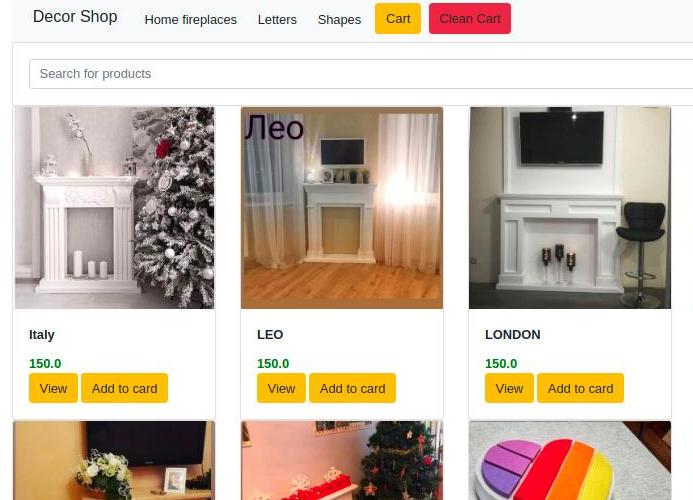 Decor Shop
Home fireplaces
Letters
Shapes
Cart
Clean Cart
Search for products
Лео
Italy
150.0
View
Add to card
LEO
150.0
View
Add to card
LONDON
150.0
View
Add to card